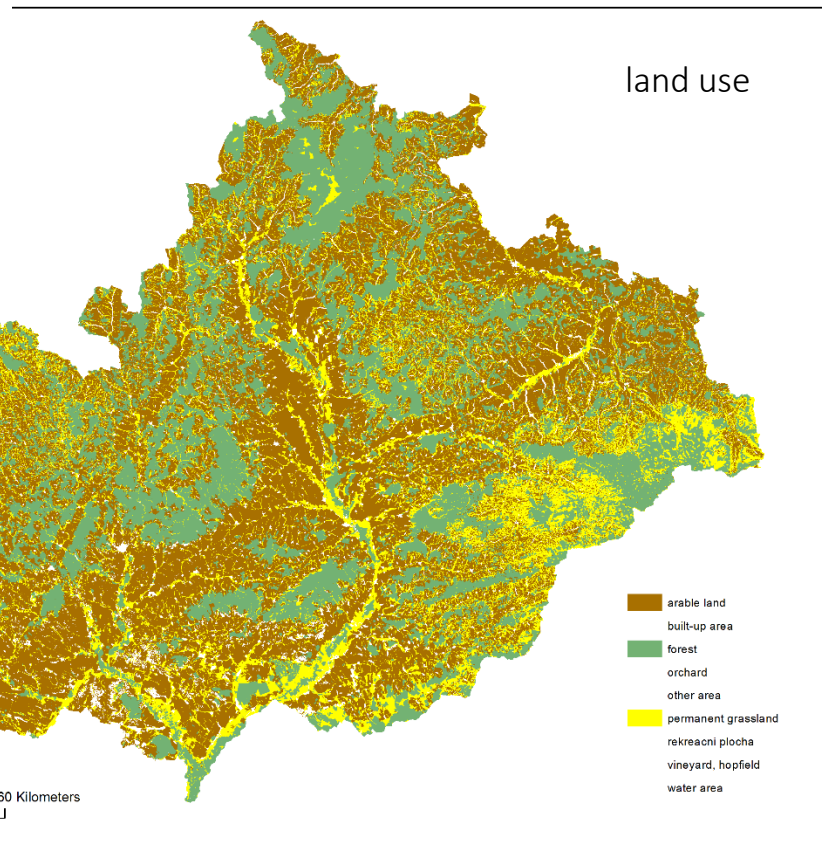 land use
arable land
built-up area
forest
orchard
other area
permanent grassland
rekreacni plocha
vineyard, hopfield
water area
60 Kilometers